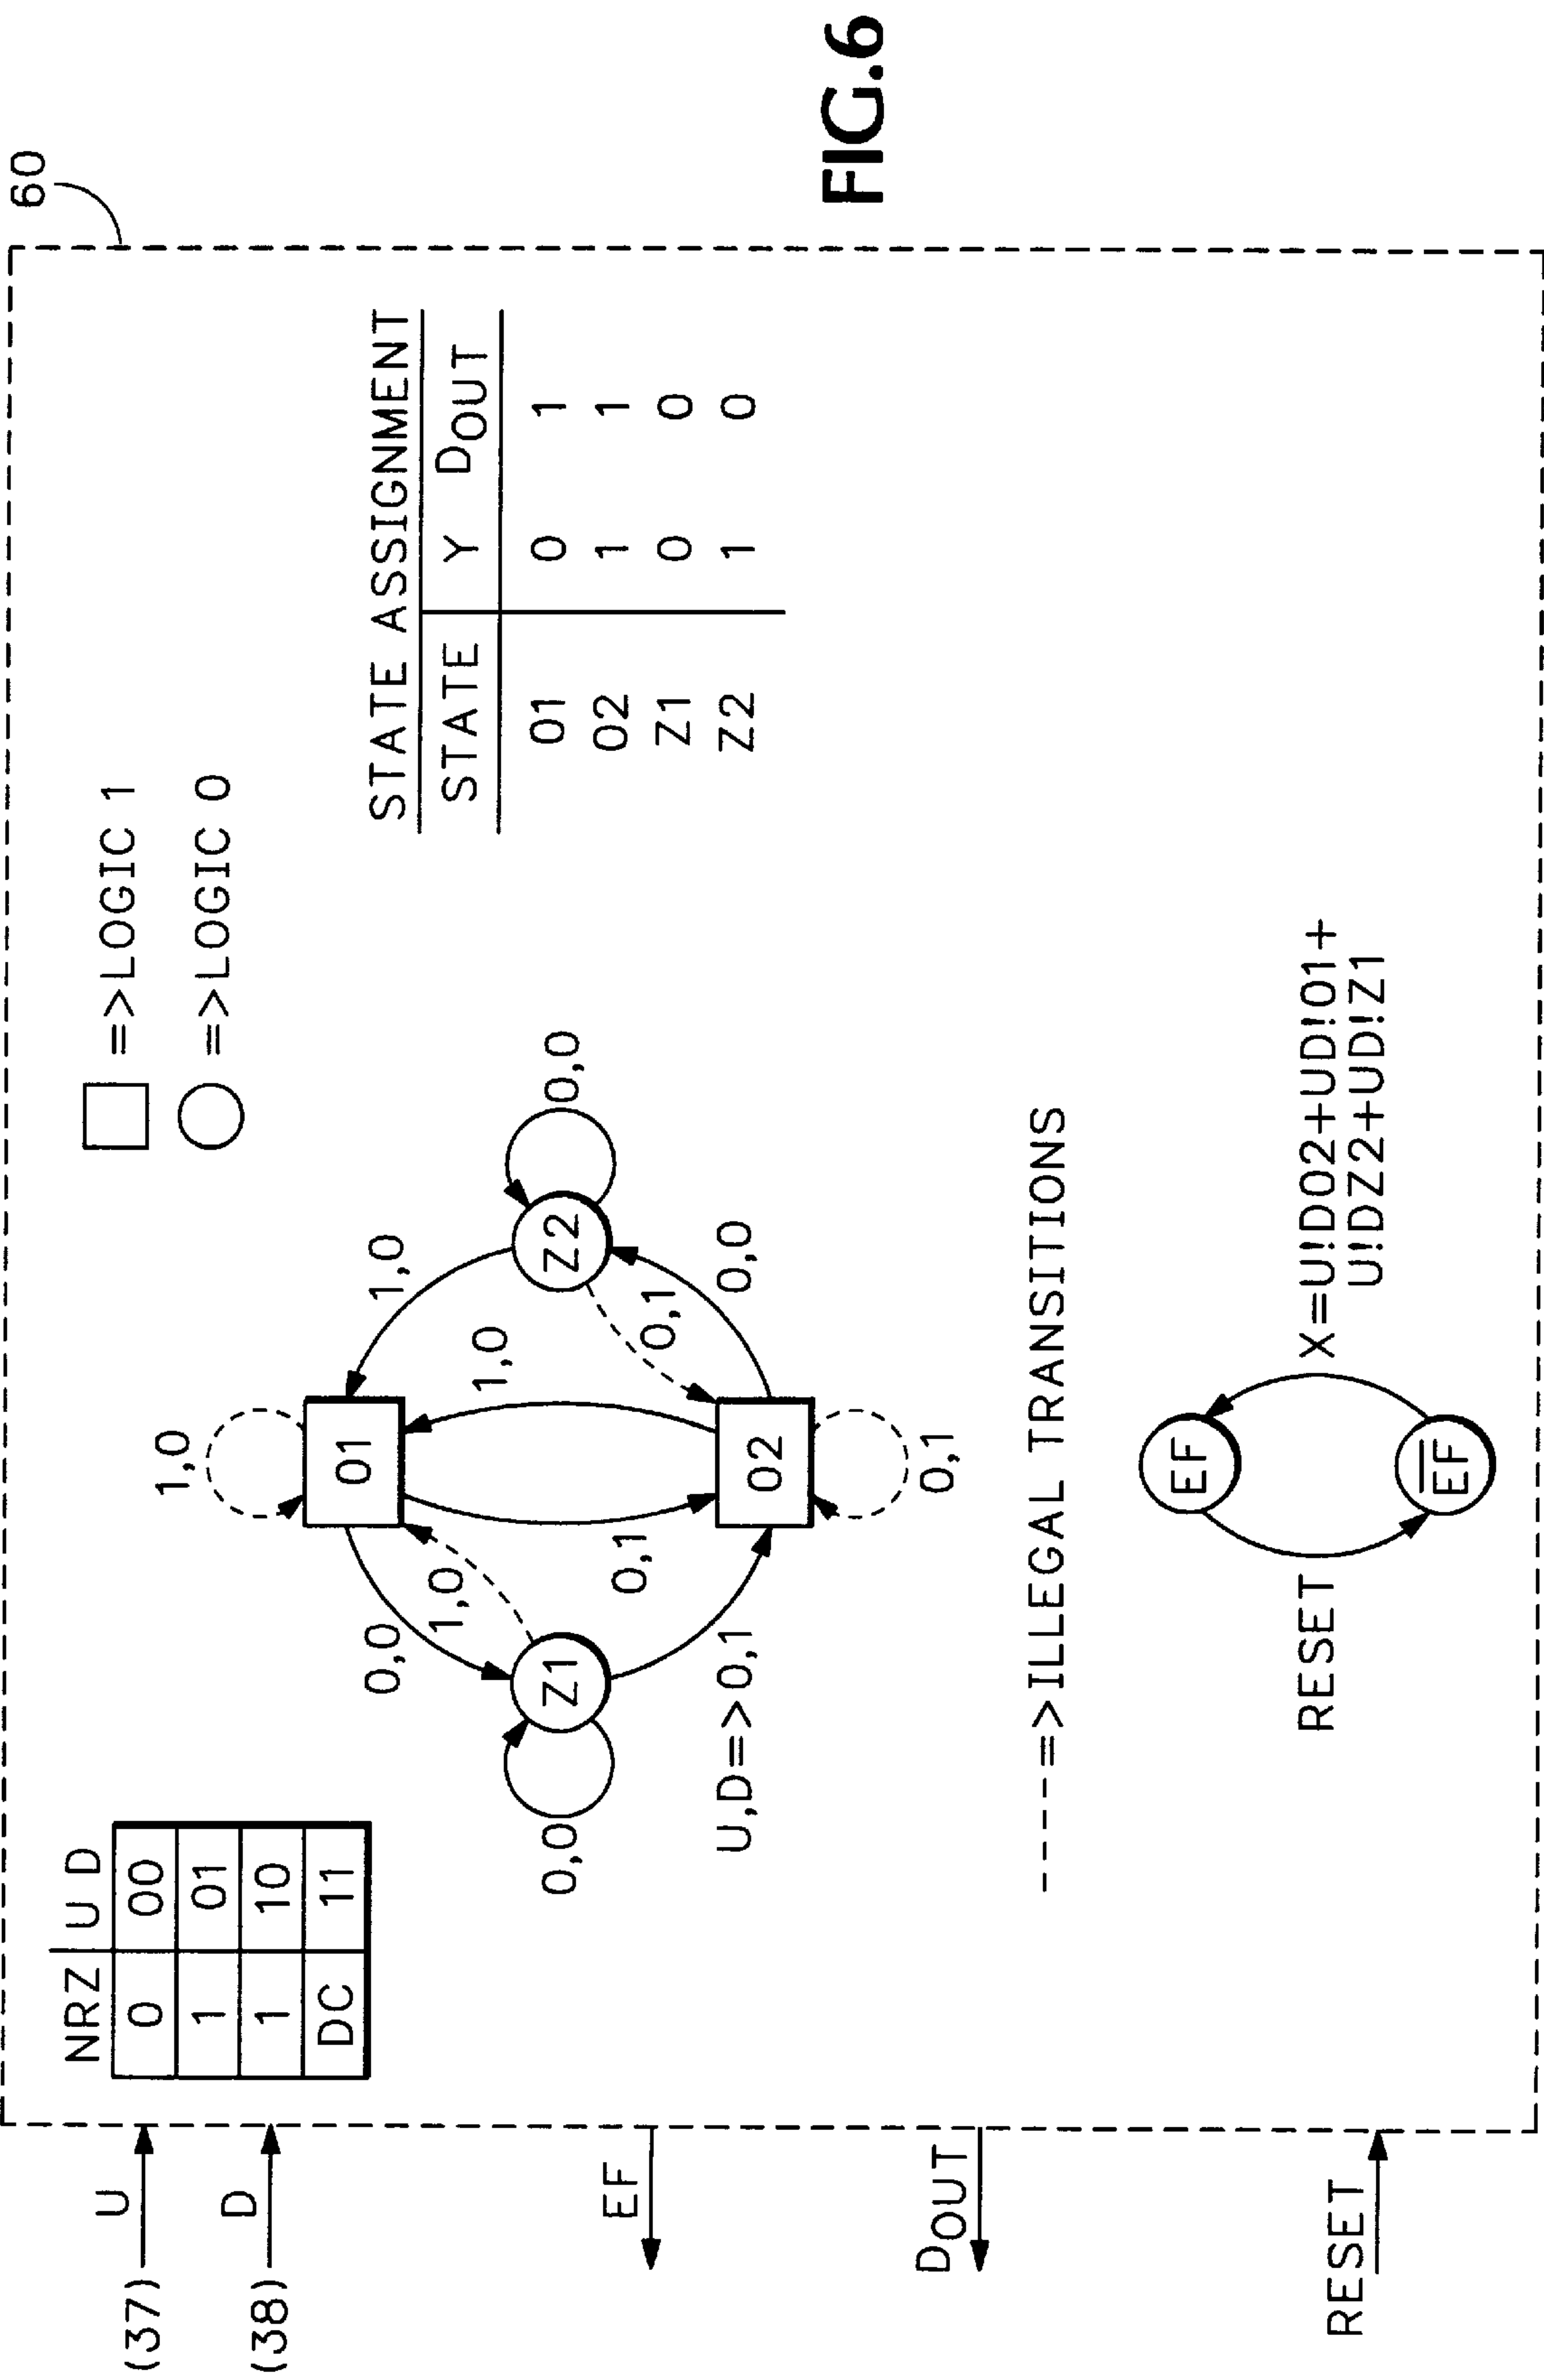 60
U
(37)
D
(38)
EF
DOUT
RESET
NRZ U D
0 00
1 01
1 10
DC 11
=>LOGIC 1
=>LOGIC 0
1,0
01
0,0
1,0
1,0
1,0
Z1
0,0
Z2
0,0
0,1
0,1
02
U,D=>0,1
0,0
0,1
---=>ILLEGAL TRANSITIONS
EF
RESET
X=U!D02+UD!01+
U!DZ2+UD!Z1
EF
STATE ASSIGNMENT
STATE Y DOUT
01 0 1
02 1 1
Z1 0 0
Z2 1 0
FIG.6